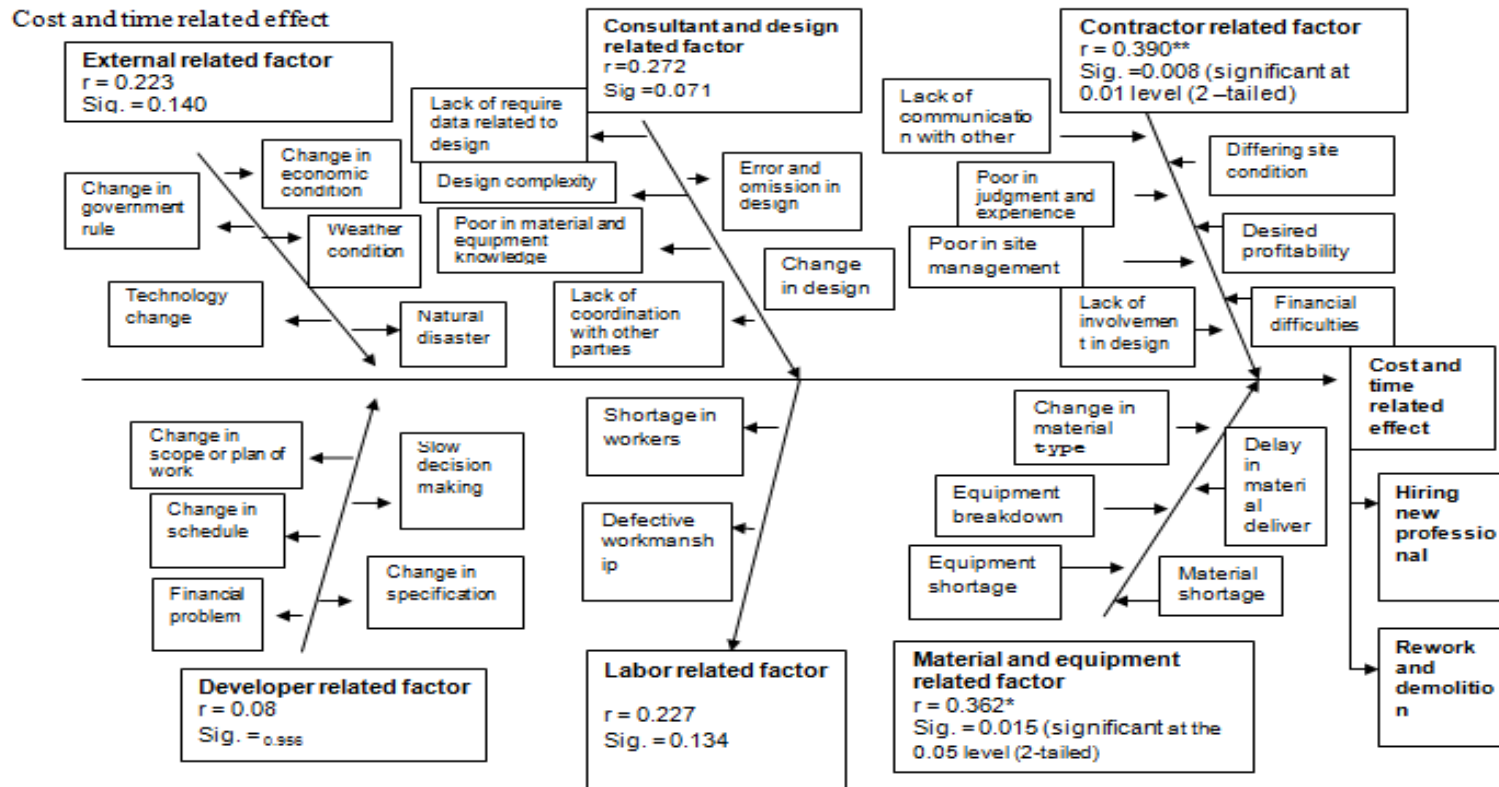 Cost and time related effect
External related factor
r = 0.223
Sig. = 0.140
Consultant and design
related factor
r=0.272
Sig =0.071
Contractor related factor
r = 0.390**
Sig. =0.008 (significant at
0.01 level (2 –tailed)
Change in
economic
condition
Change in
government
rule
Weather
condition
Technology
change
Natural
disaster
Lack of require
data related to
design
Design complexity
Poor in material and
equipment
knowledge
Lack of
coordination
with other
parties
Error and
omission in
design
Change
in design
Lack of
communicatio
n with other
Poor in
judgment and
experience
Poor in site
management
Lack of
involvemen
t in design
Differing site
condition
Desired
profitability
Financial
difficulties
Cost and
time
related
effect
Hiring
new
professio
nal
Rework
and
demolitio
n
Change in
scope or plan of
work
Change in
schedule
Financial
problem
Slow
decision
making
Change in
specification
Shortage in
workers
Defective
workmansh
ip
Change in
material
type
Equipment
breakdown
Equipment
shortage
Delay
in
materi
al
deliver
Material
shortage
Developer related factor
r = 0.08
Sig. = 0.956
Labor related factor
r = 0.227
Sig. = 0.134
Material and equipment
related factor
r = 0.362*
Sig. = 0.015 (significant at the
0.05 level (2-tailed)